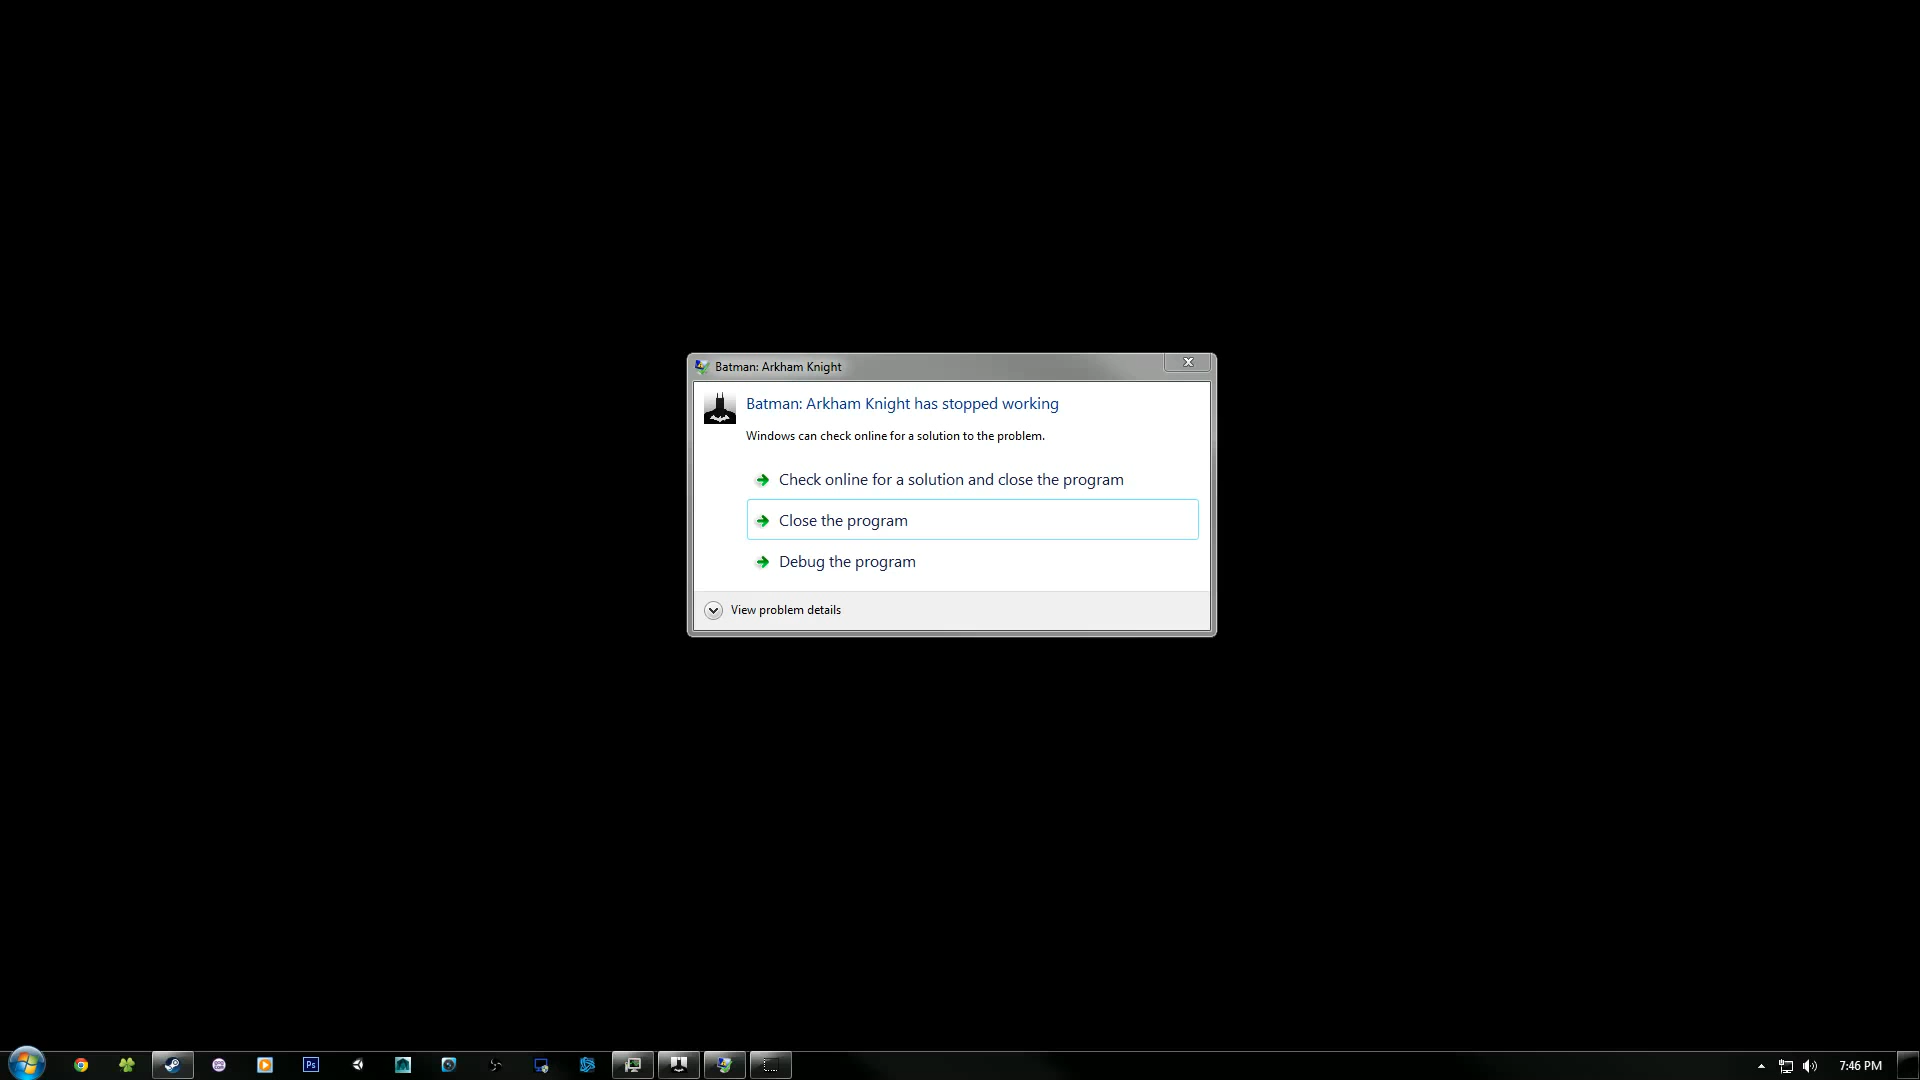 Batman: Arkham Knight
Batman: Arkham Knight has stopped working
Windows can check online for a solution to the problem.
Check online for a solution and close the program
Close the program
Debug the program
View problem details
Ps
7:46 PM